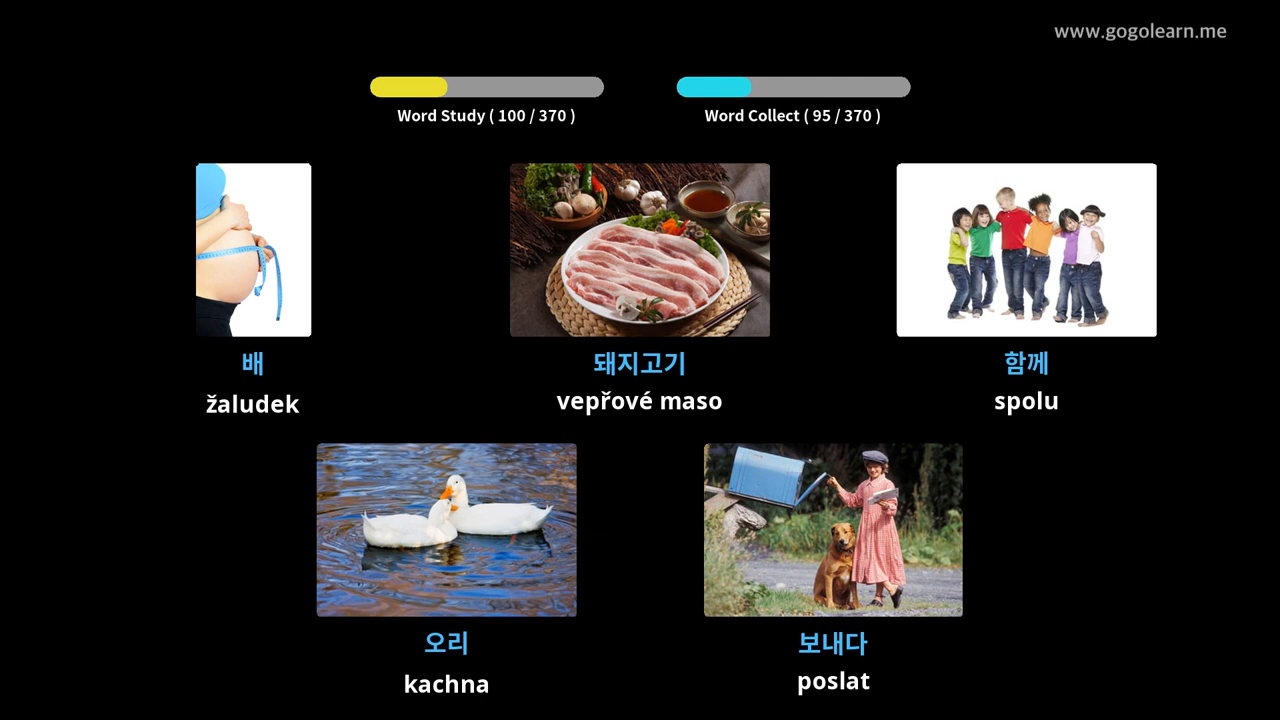 www.gogolearn.me
Word Study ( 100 / 370 )
Word Collect ( 95 / 370 )
배
žaludek
돼지고기
vepřové maso
함께
spolu
오리
kachna
보내다
poslat